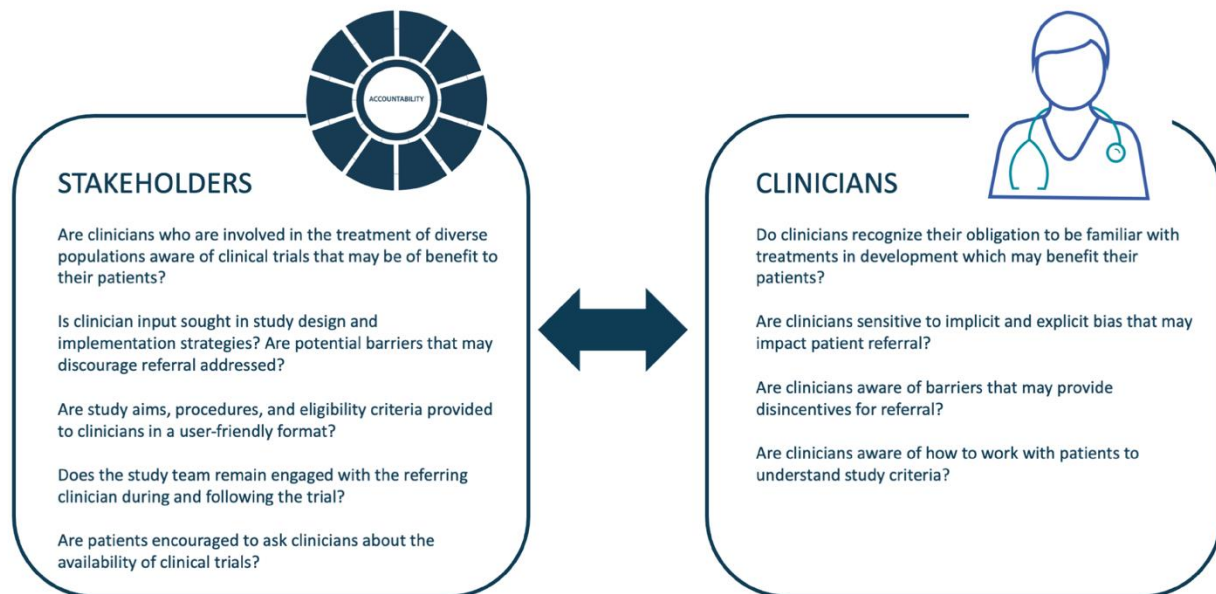 ACCOUNTABILITY
STAKEHOLDERS
Are clinicians who are involved in the treatment of diverse
populations aware of clinical trials that may be of benefit to
their patients?
Is clinician input sought in study design and
implementation strategies? Are potential barriers that may
discourage referral addressed?
Are study aims, procedures, and eligibility criteria provided
to clinicians in a user-friendly format?
Does the study team remain engaged with the referring
clinician during and following the trial?
Are patients encouraged to ask clinicians about the
availability of clinical trials?
CLINICIANS
Do clinicians recognize their obligation to be familiar with
treatments in development which may benefit their
patients?
Are clinicians sensitive to implicit and explicit bias that may
impact patient referral?
Are clinicians aware of barriers that may provide
disincentives for referral?
Are clinicians aware of how to work with patients to
understand study criteria?